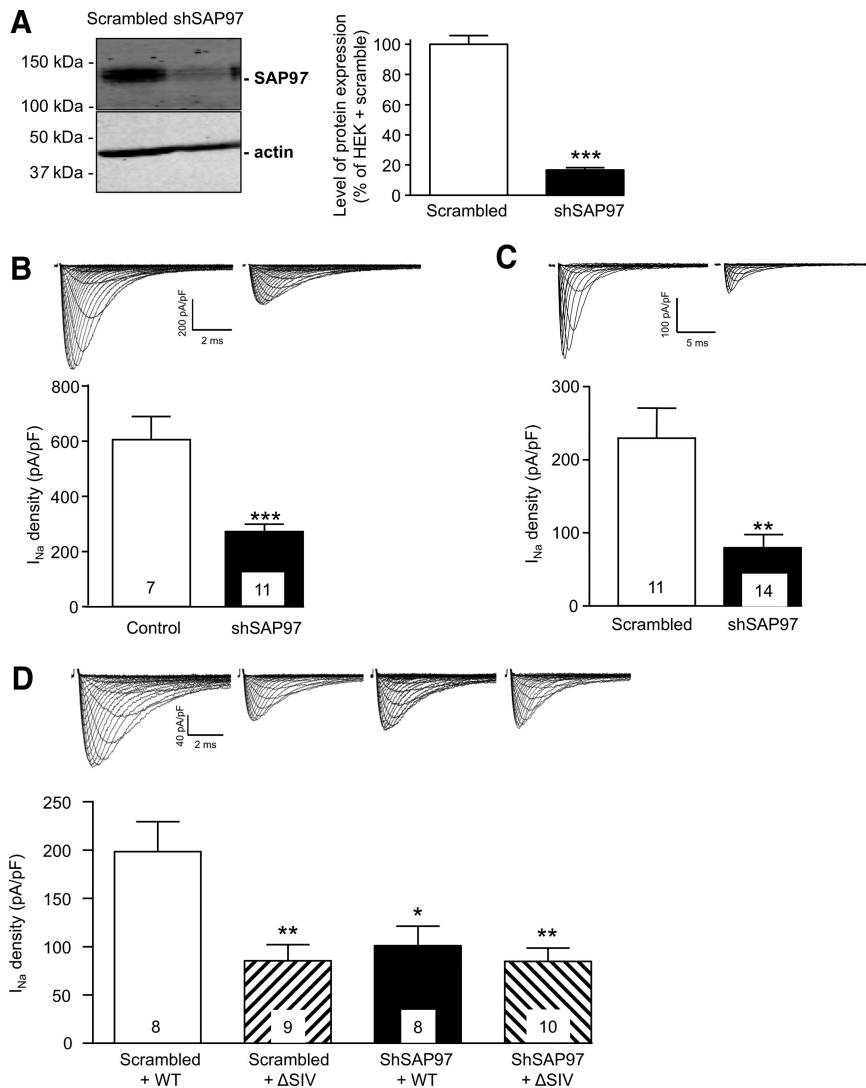 A
Scrambled shSAP97
150 kDa -
- SAP97
100 kDa -
50 kDa -
- actin
37 kDa -
Level of protein expression
(% of HEK + scramble)
100
80
60
40
20
0
***
Scrambled
shSAP97
B
200 pA/pF
2 ms
I Na density (pA/pF)
800
600
400
200
0
***
7
11
Control
shSAP97
C
100 pA/pF
5 ms
I Na density (pA/pF)
300
200
100
0
**
11
14
Scrambled
shSAP97
D
40 pA/pF
2 ms
I Na density (pA/pF)
250
200
150
100
50
0
**
*
**
8
9
8
10
Scrambled
+ WT
Scrambled
+ ΔSIV
ShSAP97
+ WT
ShSAP97
+ ΔSIV